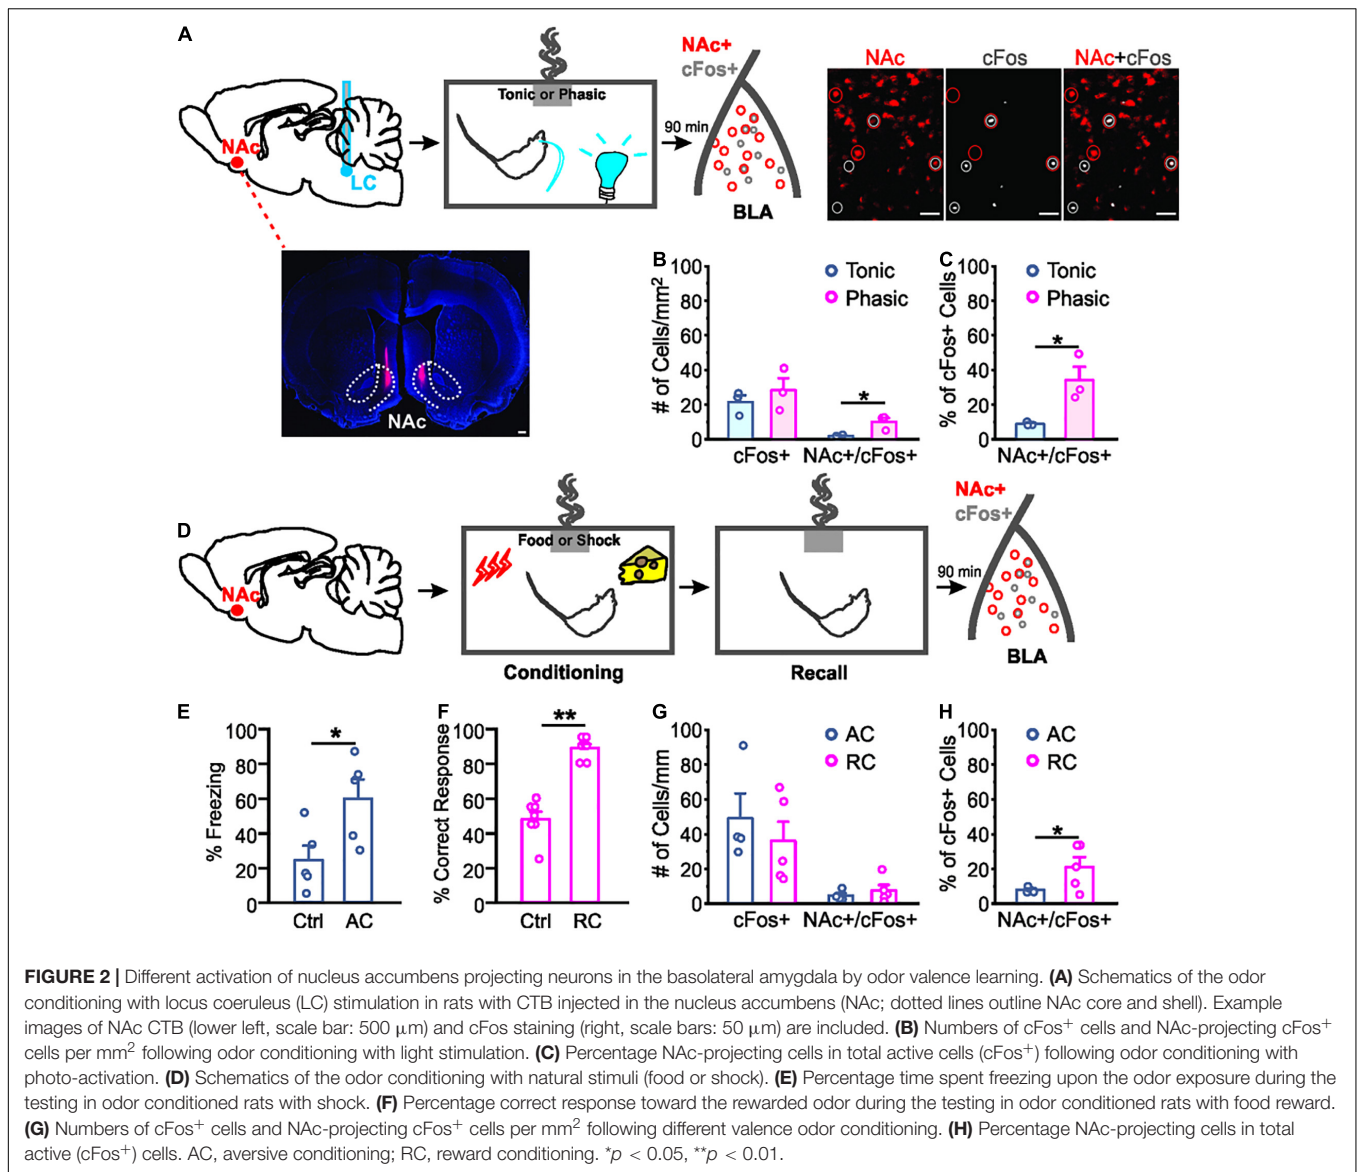 A
NAc
LC
Tonic or Phasic
90 min
NAc+
cFos+
BLA
NAc
cFos
NAc+cFos
NAc
B
# of Cells/mm2
100
80
60
40
20
0
Tonic
Phasic
*
cFos+ NAc+/cFos+
C
% of cFos+ Cells
100
80
60
40
20
0
Tonic
Phasic
*
NAc+/cFos+
D
NAc
Food or Shock
Conditioning
Recall
90 min
NAc+
cFos+
BLA
E
% Freezing
100
80
60
40
20
0
*
Ctrl AC
F
% Correct Response
100
80
60
40
20
0
**
Ctrl RC
G
# of Cells/mm
100
80
60
40
20
0
AC
RC
cFos+ NAc+/cFos+
H
% of cFos+ Cells
100
80
60
40
20
0
AC
RC
*
NAc+/cFos+
FIGURE 2 | Different activation of nucleus accumbens projecting neurons in the basolateral amygdala by odor valence learning. (A) Schematics of the odor
conditioning with locus coeruleus (LC) stimulation in rats with CTB injected in the nucleus accumbens (NAc; dotted lines outline NAc core and shell). Example
images of NAc CTB (lower left, scale bar: 500 μm) and cFos staining (right, scale bars: 50 μm) are included. (B) Numbers of cFos+ cells and NAc-projecting cFos+
cells per mm2 following odor conditioning with light stimulation. (C) Percentage NAc-projecting cells in total active cells (cFos+) following odor conditioning with
photo-activation. (D) Schematics of the odor conditioning with natural stimuli (food or shock). (E) Percentage time spent freezing upon the odor exposure during the
testing in odor conditioned rats with shock. (F) Percentage correct response toward the rewarded odor during the testing in odor conditioned rats with food reward.
(G) Numbers of cFos+ cells and NAc-projecting cFos+ cells per mm2 following different valence odor conditioning. (H) Percentage NAc-projecting cells in total
active (cFos+) cells. AC, aversive conditioning; RC, reward conditioning. *p < 0.05, **p < 0.01.